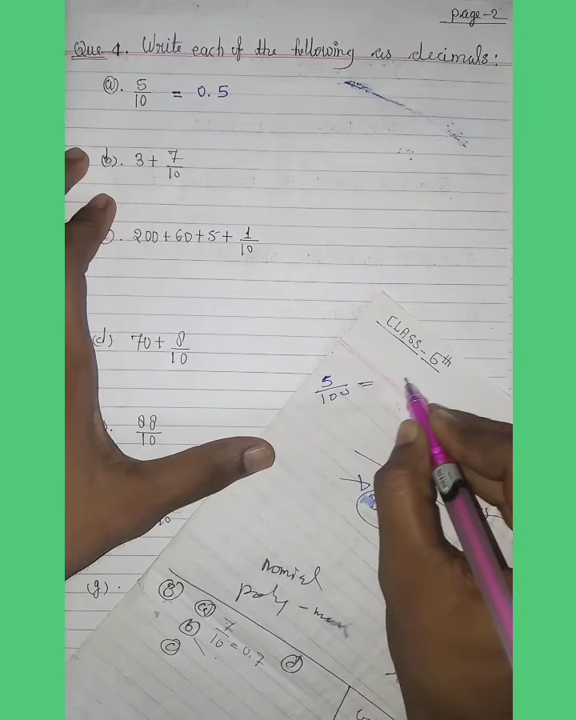 page-2
Que 4. Write each of the following as decimals:
(a). 5/10 = 0.5
b). 3 + 7/10
). 200 + 60 + 5 + 1/10
(d) 70 + 8/10
). 88/10
10
(g).
CLASS-6th
5/100 =
nomial
poly -
8 (a) 7/10 = 0.7
(b)
(c)
(d)